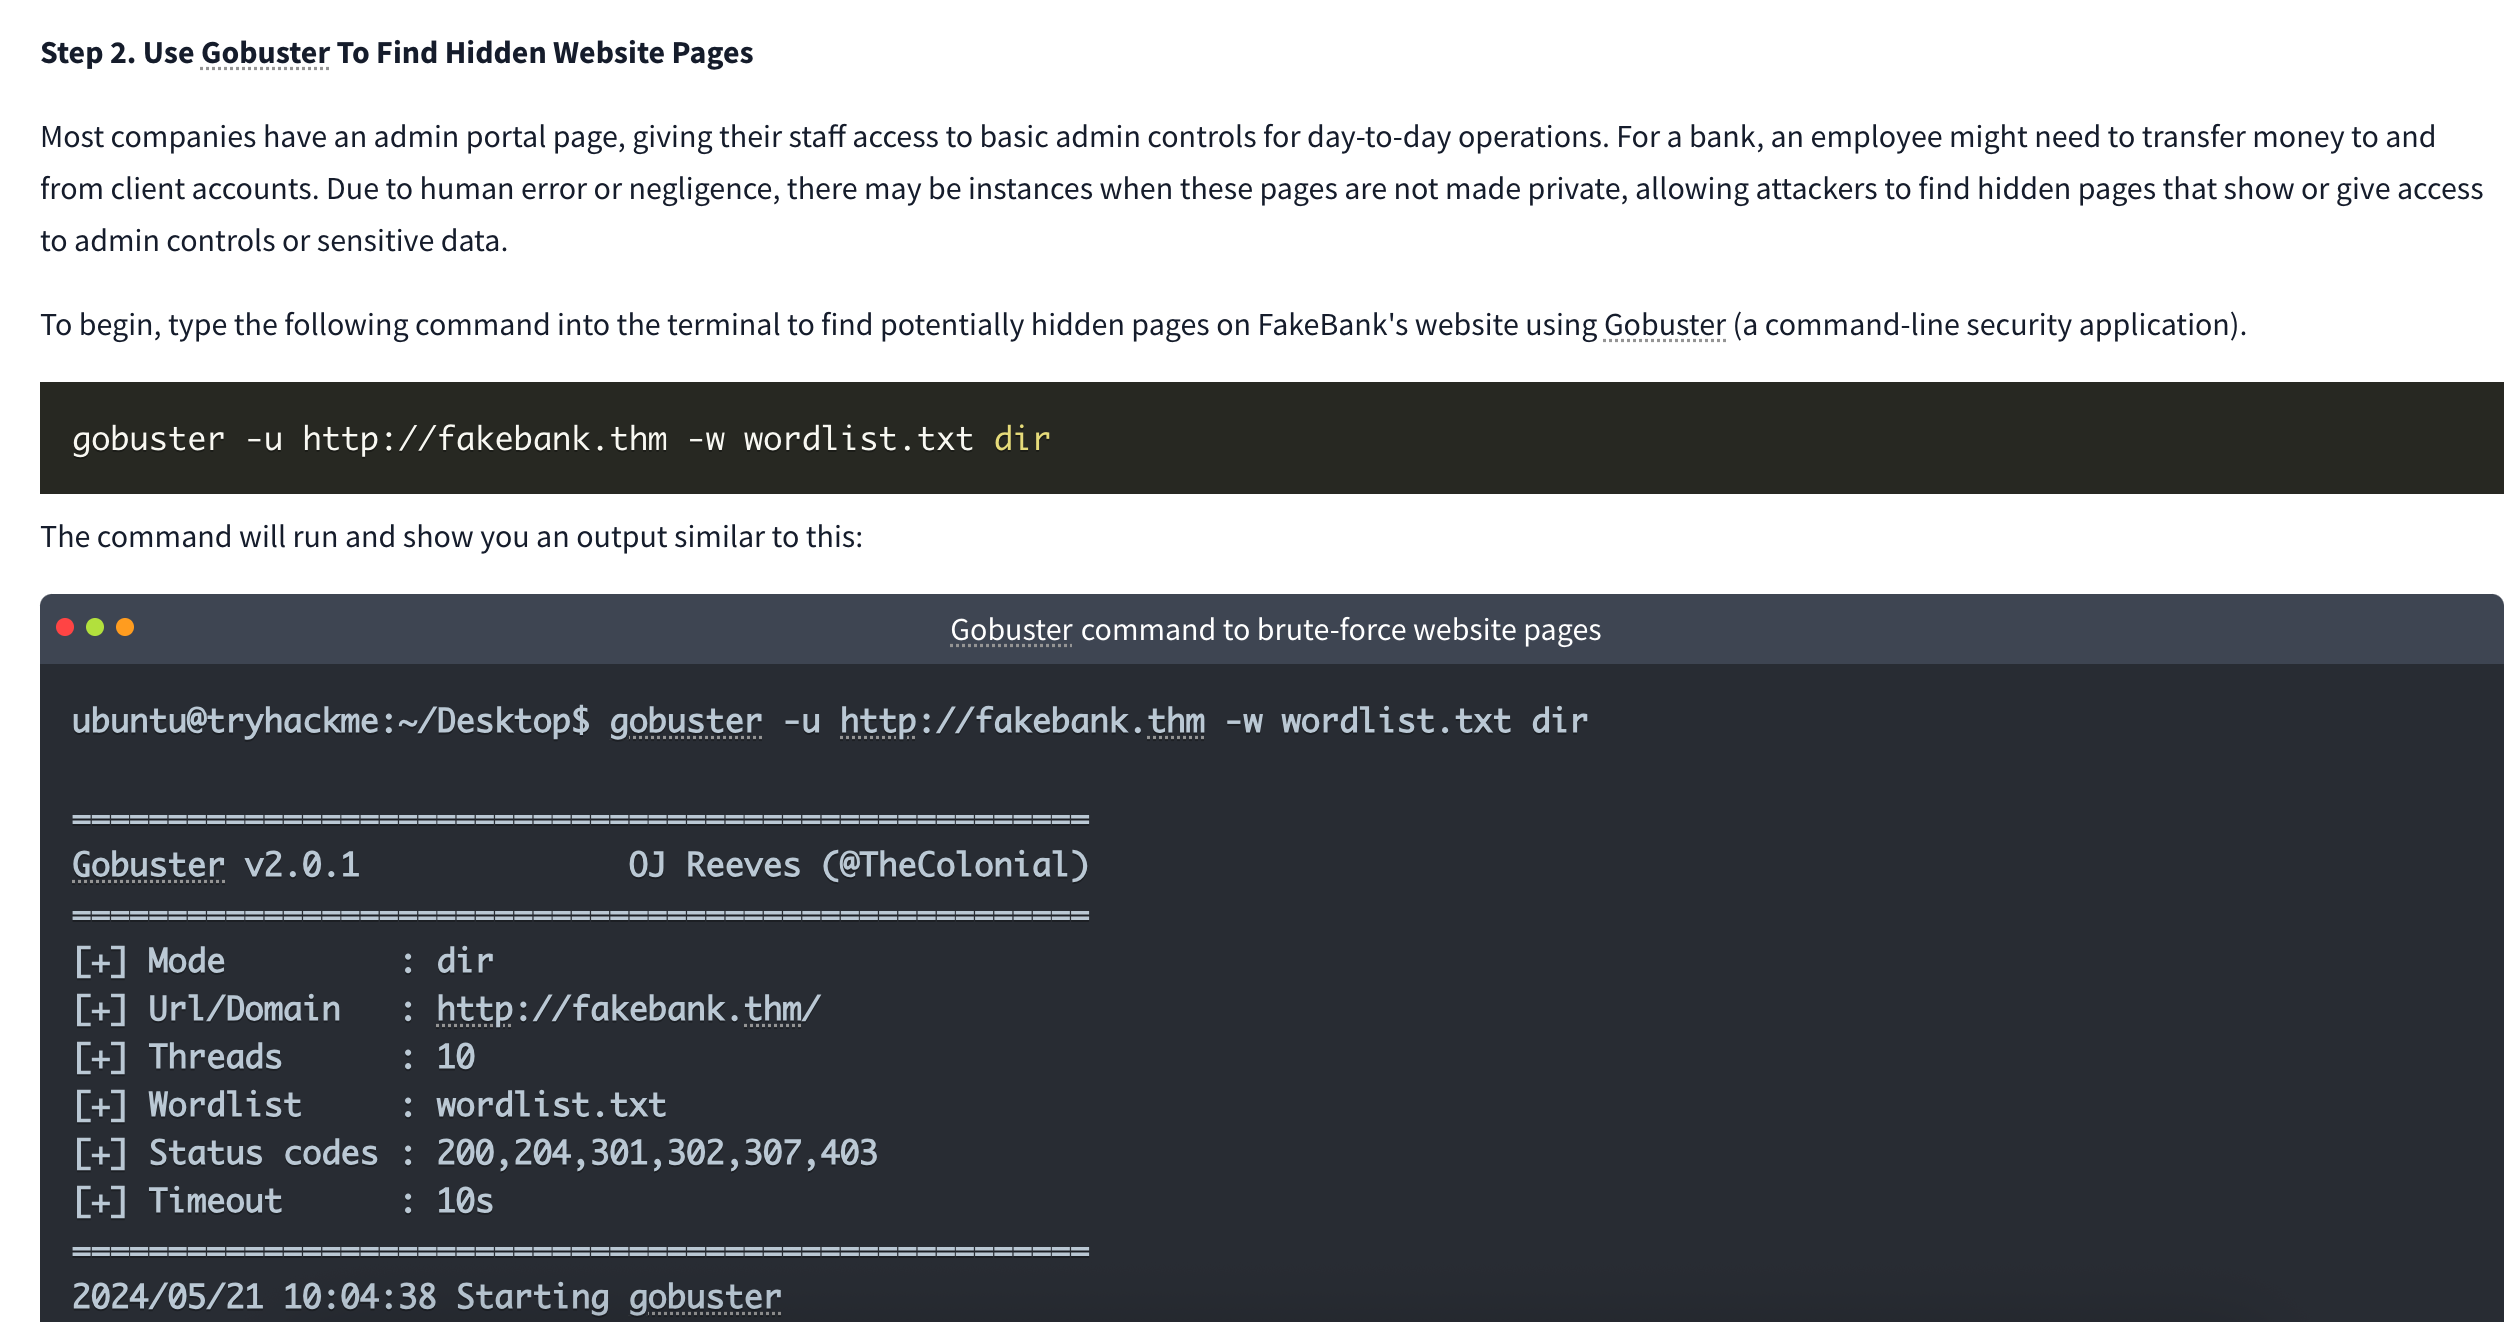 Step 2. Use Gobuster To Find Hidden Website Pages
Most companies have an admin portal page, giving their staff access to basic admin controls for day-to-day operations. For a bank, an employee might need to transfer money to and
from client accounts. Due to human error or negligence, there may be instances when these pages are not made private, allowing attackers to find hidden pages that show or give access
to admin controls or sensitive data.
To begin, type the following command into the terminal to find potentially hidden pages on FakeBank's website using Gobuster (a command-line security application).
gobuster -u http://fakebank.thm -w wordlist.txt dir
The command will run and show you an output similar to this:
Gobuster command to brute-force website pages
ubuntu@tryhackme:~/Desktop$ gobuster -u http://fakebank.thm -w wordlist.txt dir
=====================================================
Gobuster v2.0.1              OJ Reeves (@TheColonial)
=====================================================
[+] Mode         : dir
[+] Url/Domain   : http://fakebank.thm/
[+] Threads      : 10
[+] Wordlist     : wordlist.txt
[+] Status codes : 200,204,301,302,307,403
[+] Timeout      : 10s
=====================================================
2024/05/21 10:04:38 Starting gobuster